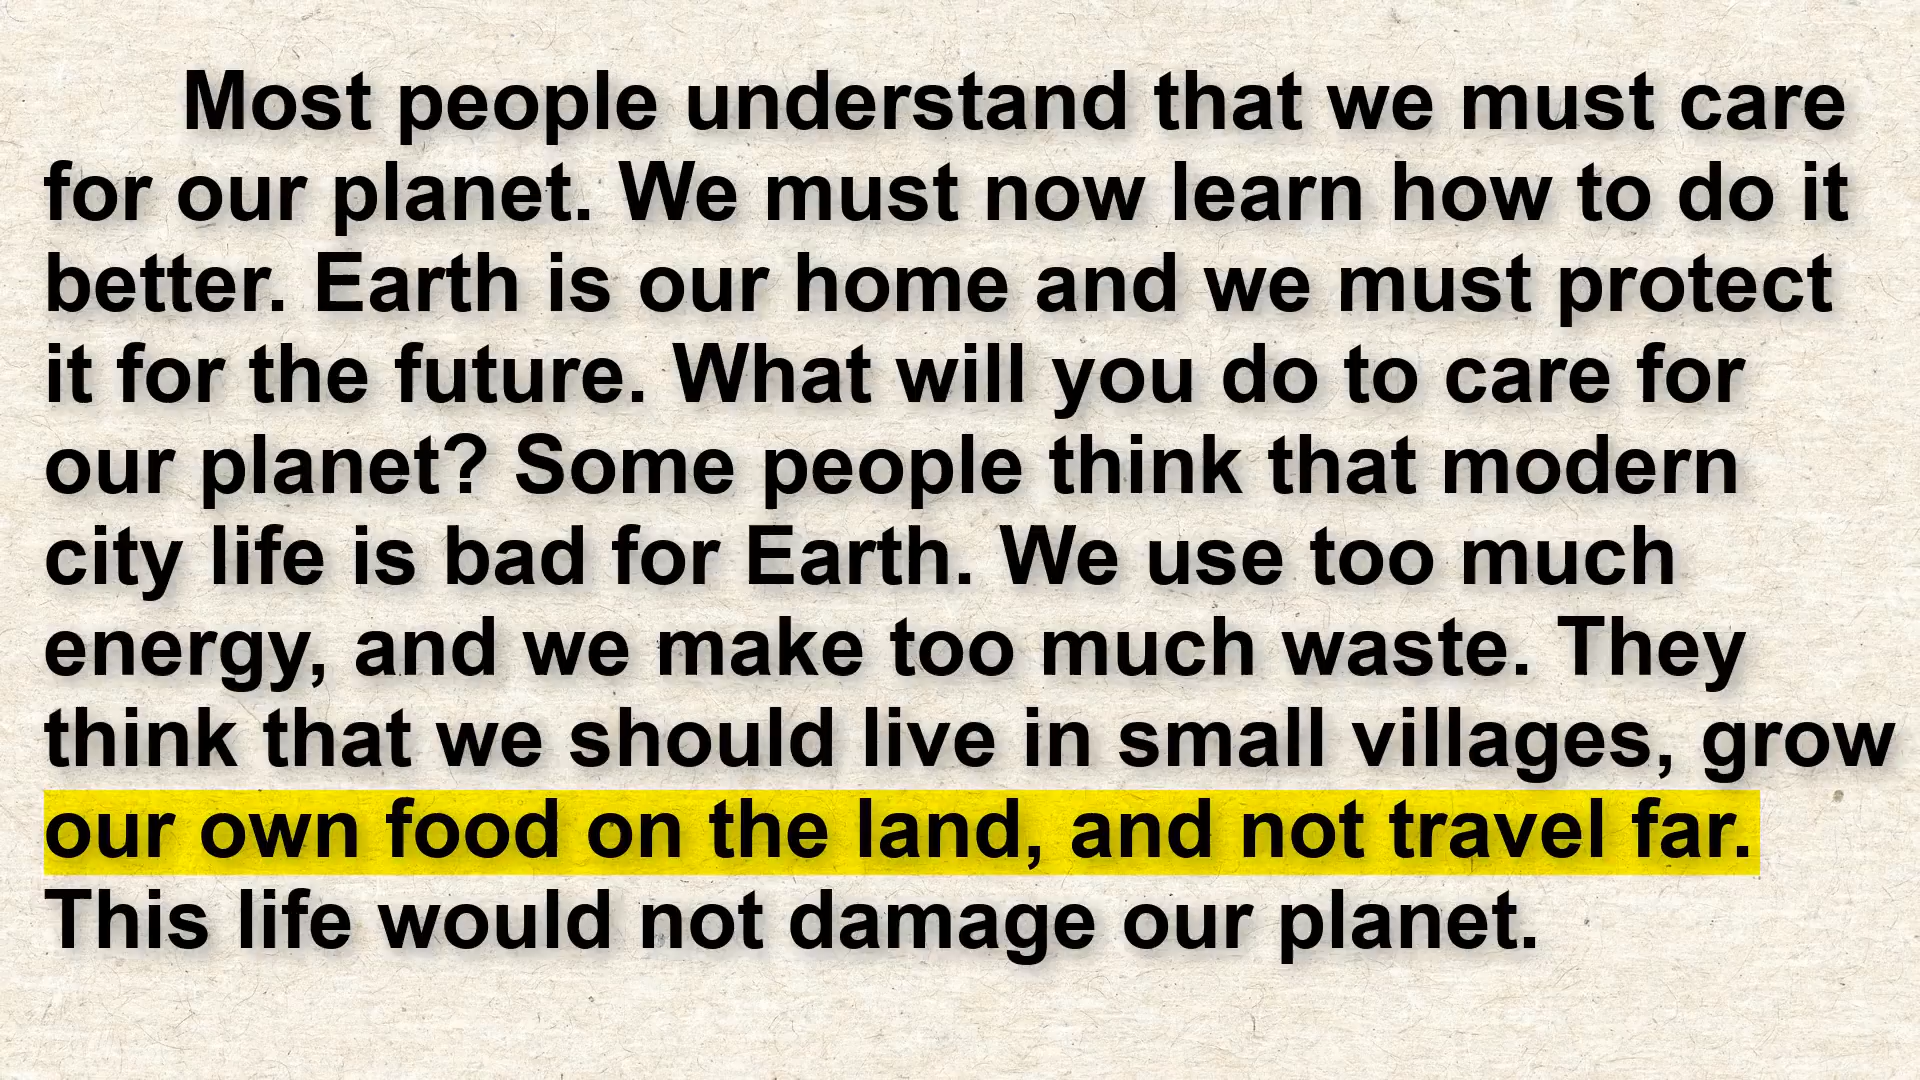 Most people understand that we must care
for our planet. We must now learn how to do it
better. Earth is our home and we must protect
it for the future. What will you do to care for
our planet? Some people think that modern
city life is bad for Earth. We use too much
energy, and we make too much waste. They
think that we should live in small villages, grow
our own food on the land, and not travel far.
This life would not damage our planet.